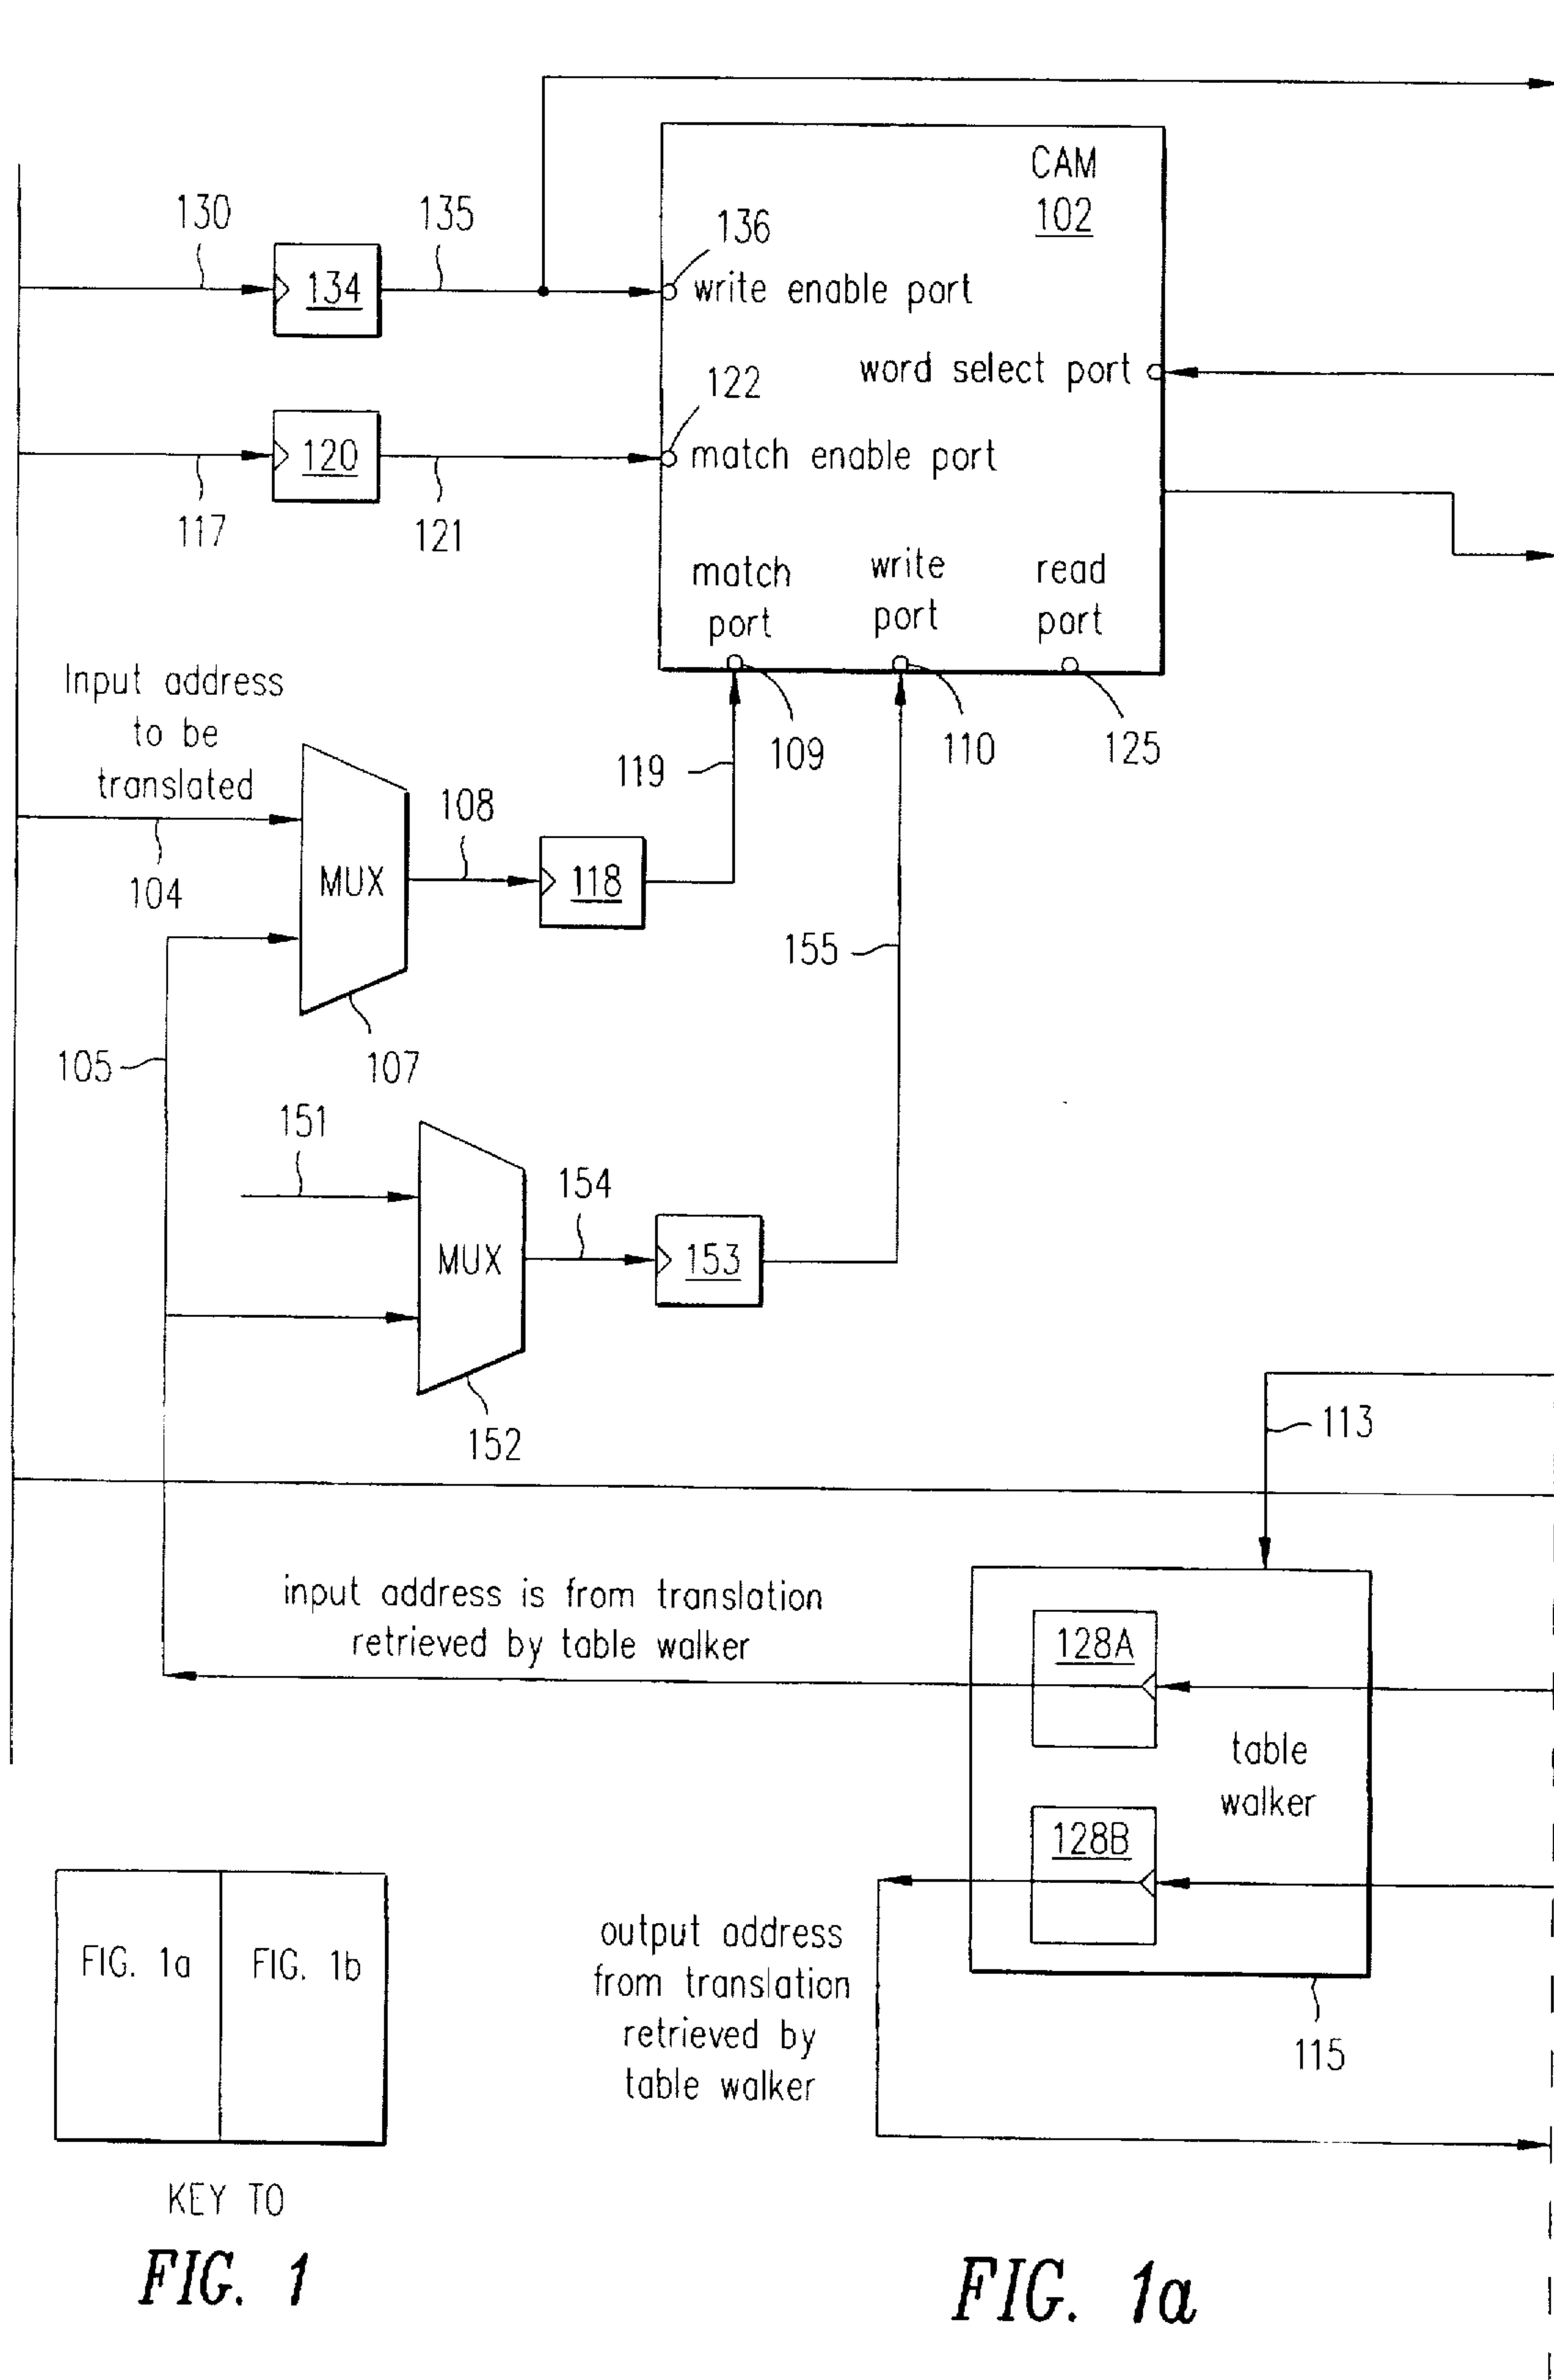 CAM
102
130
135
136
134
write enable port
word select port
122
120
match enable port
117
121
match
port
write
port
read
port
Input address
to be
translated
109
110
125
119
104
108
MUX
118
155
105
107
151
154
MUX
153
152
113
input address is from translation
retrieved by table walker
128A
table
walker
128B
output address
from translation
retrieved by
table walker
115
FIG. 1a
FIG. 1b
KEY TO
FIG. 1
FIG. 1a